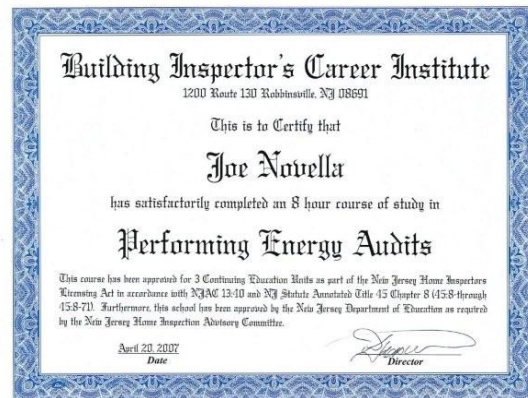 Building Inspector's Career Institute
1200 Route 130 Robbinsville, NJ 08691
This is to Certify that
Joe Novella
has satisfactorily completed an 8 hour course of study in
Performing Energy Audits
This course has been approved for 3 Continuing Education Units as part of the New Jersey Home Inspectors
Licensing Act in accordance with NJAC 13:40 and NJ Statute Annotated Title 45 Chapter 8 (45:8-through
45:8-71). Furthermore, this school has been approved by the New Jersey Department of Education as required
by the New Jersey Home Inspection Advisory Committee.
April 20, 2007
Date
Director